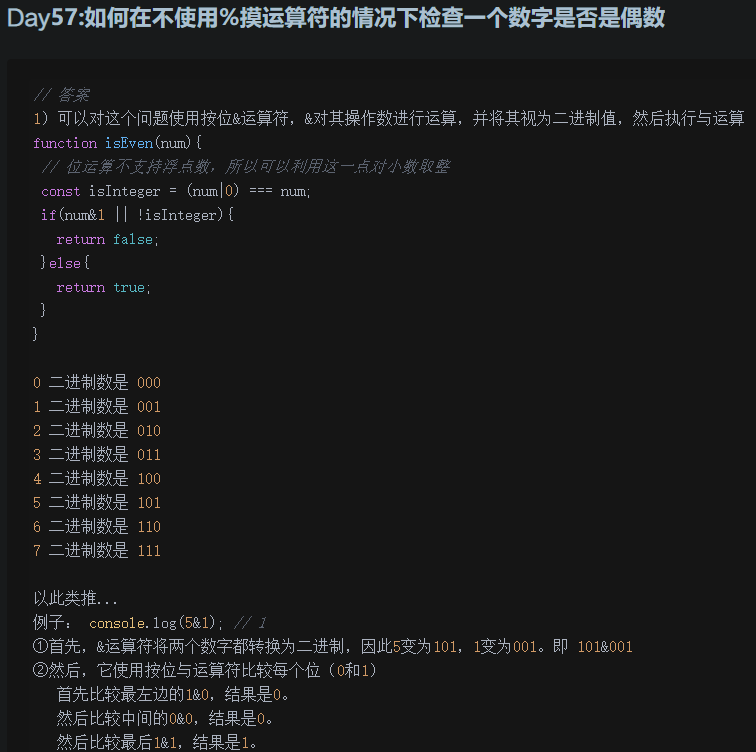 Day57:如何在不使用%摸运算符的情况下检查一个数字是否是偶数
// 答案
1）可以对这个问题使用按位&运算符，&对其操作数进行运算，并将其视为二进制值，然后执行与运算
function isEven(num){
// 位运算不支持浮点数，所以可以利用这一点对小数取整
const isInteger = (num|0) === num;
if(num&1 || !isInteger){
return false;
}else{
return true;
}
}
0 二进制数是 000
1 二进制数是 001
2 二进制数是 010
3 二进制数是 011
4 二进制数是 100
5 二进制数是 101
6 二进制数是 110
7 二进制数是 111
以此类推...
例子： console.log(5&1); // 1
①首先，&运算符将两个数字都转换为二进制，因此5变为101，1变为001。即 101&001
②然后，它使用按位与运算符比较每个位（0和1）
首先比较最左边的1&0，结果是0。
然后比较中间的0&0，结果是0。
然后比较最后1&1，结果是1。